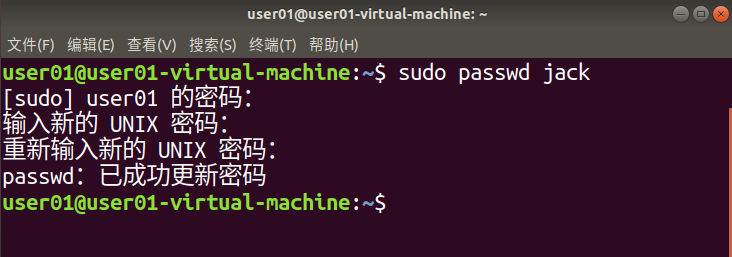 user01@user01-virtual-machine: ~
文件(F) 编辑(E) 查看(V) 搜索(S) 终端(T) 帮助(H)
user01@user01-virtual-machine:~$ sudo passwd jack
[sudo] user01 的密码：
输入新的 UNIX 密码：
重新输入新的 UNIX 密码：
passwd：已成功更新密码
user01@user01-virtual-machine:~$